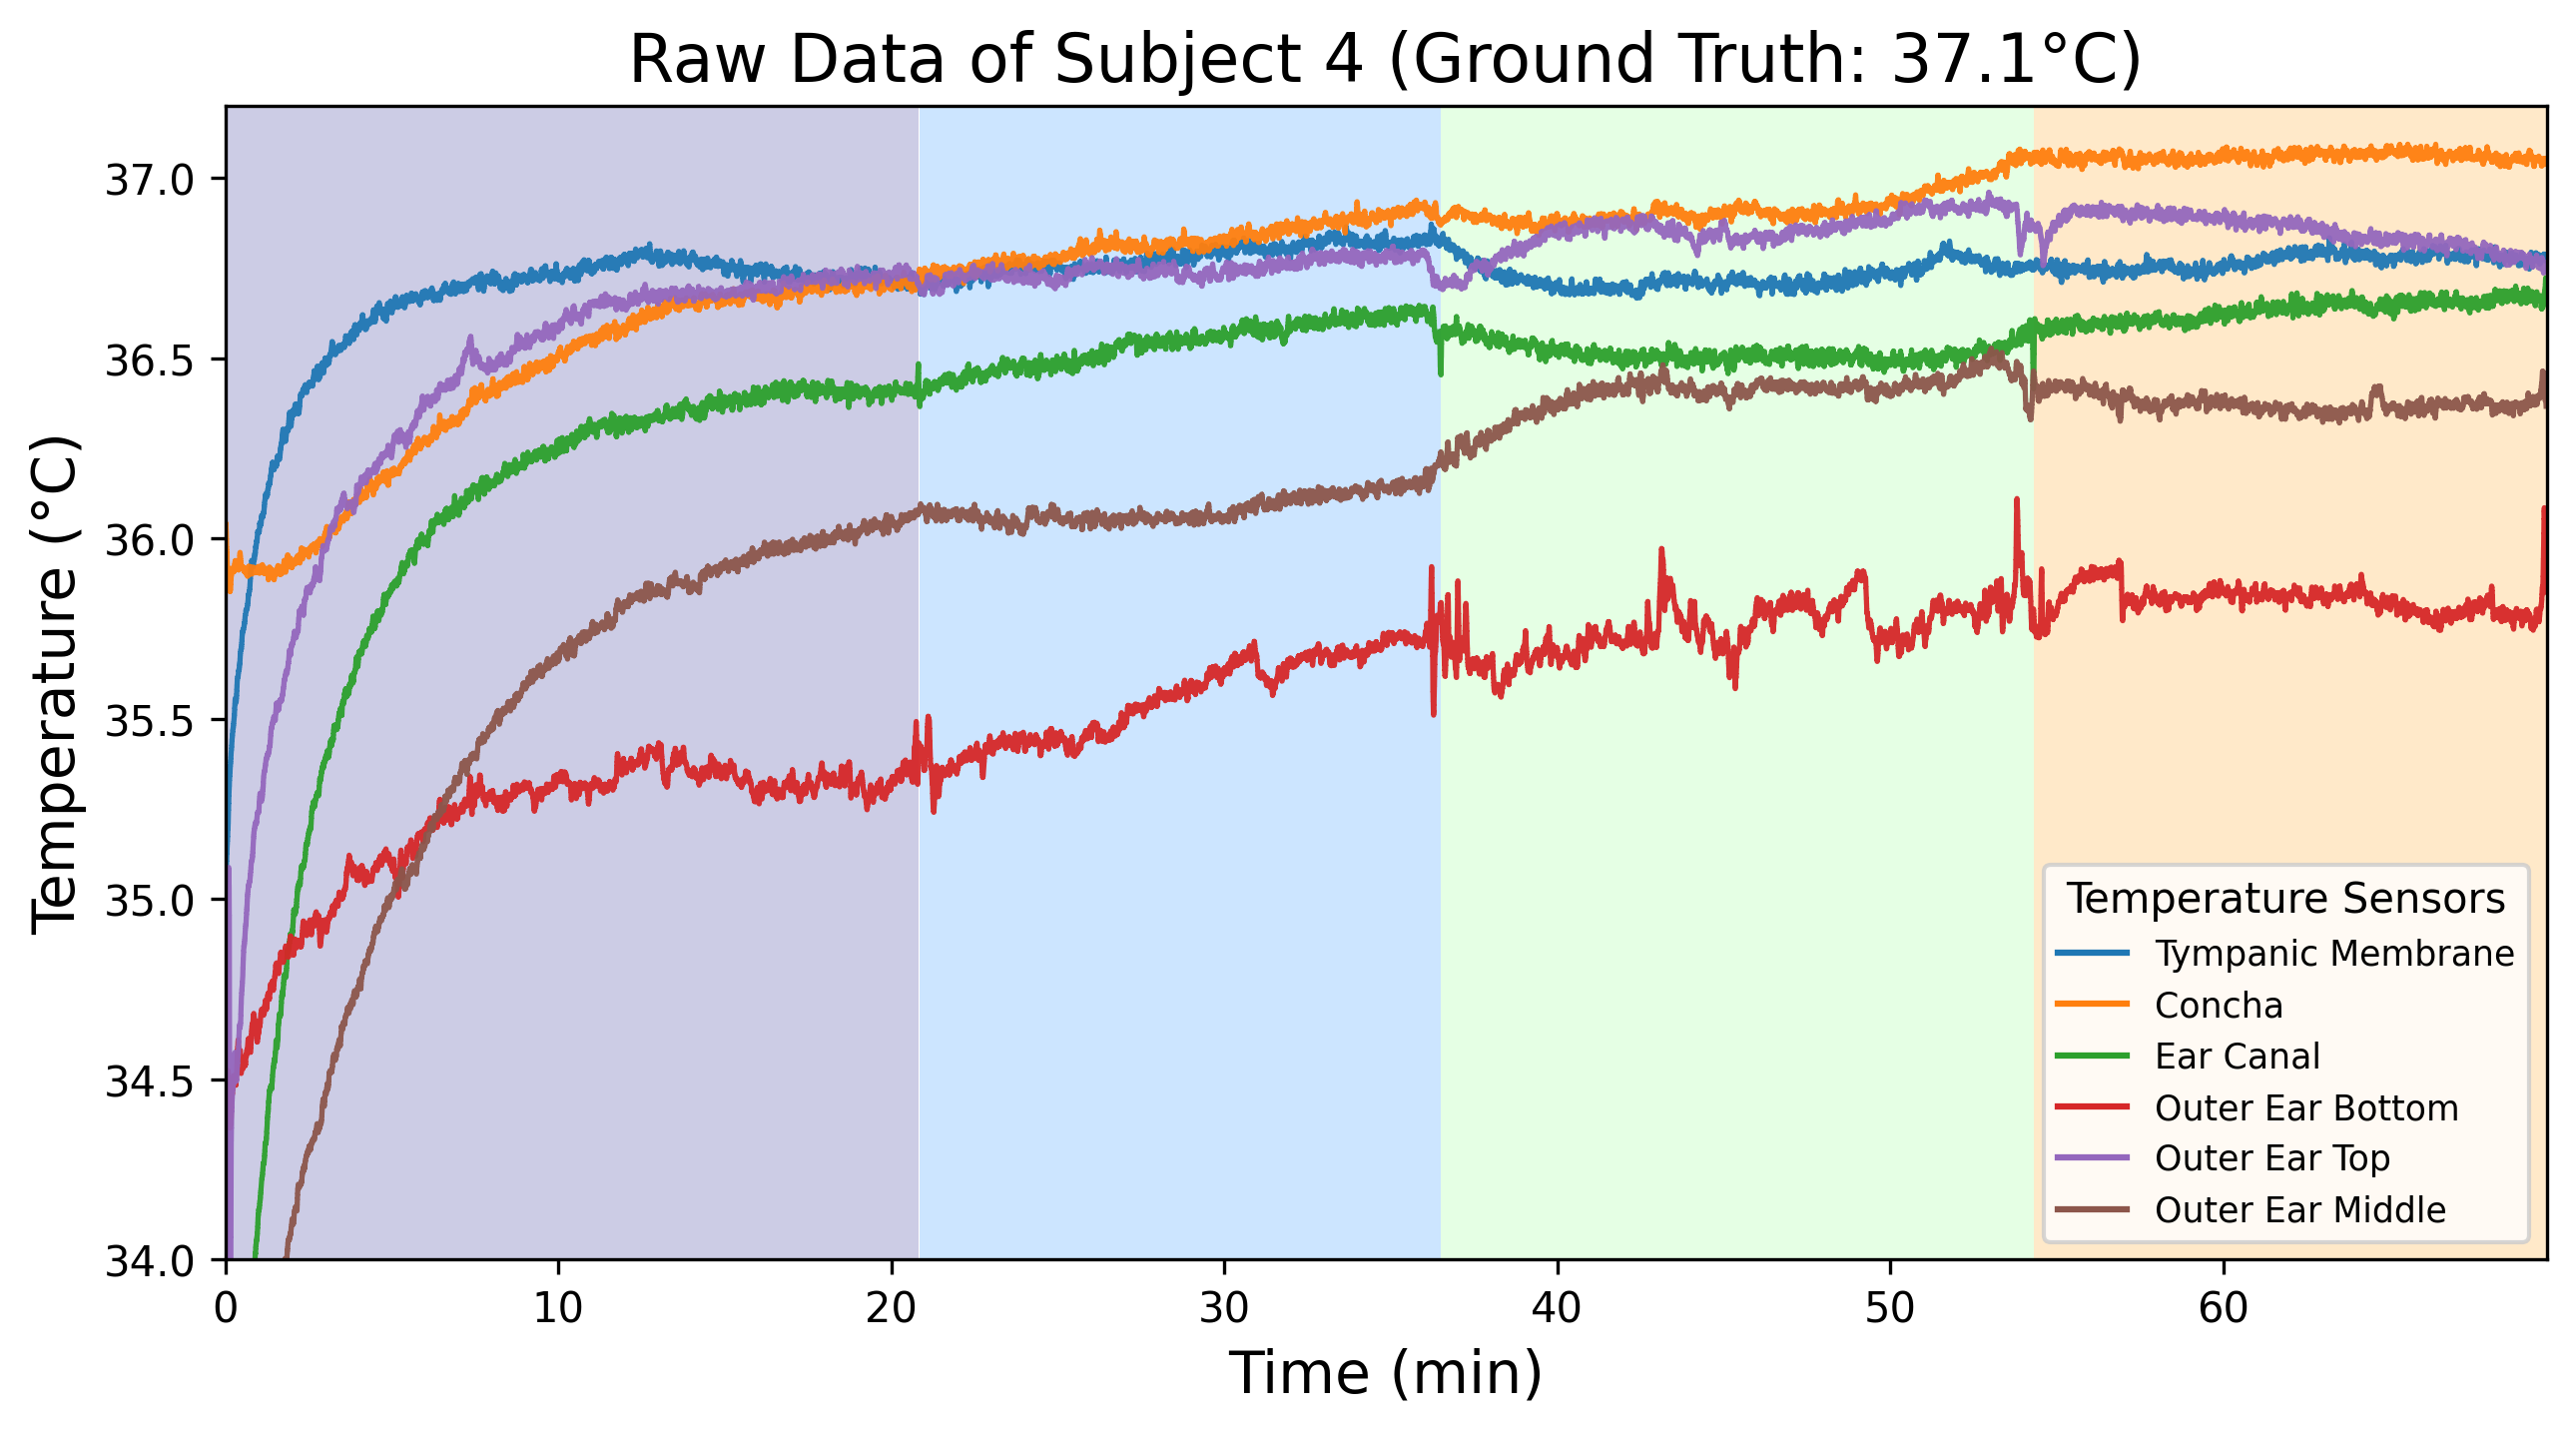 Raw Data of Subject 4 (Ground Truth: 37.1°C)
Temperature (°C)
37.0
36.5
36.0
35.5
35.0
34.5
34.0
0 10 20 30 40 50 60
Time (min)
Temperature Sensors
Tympanic Membrane
Concha
Ear Canal
Outer Ear Bottom
Outer Ear Top
Outer Ear Middle